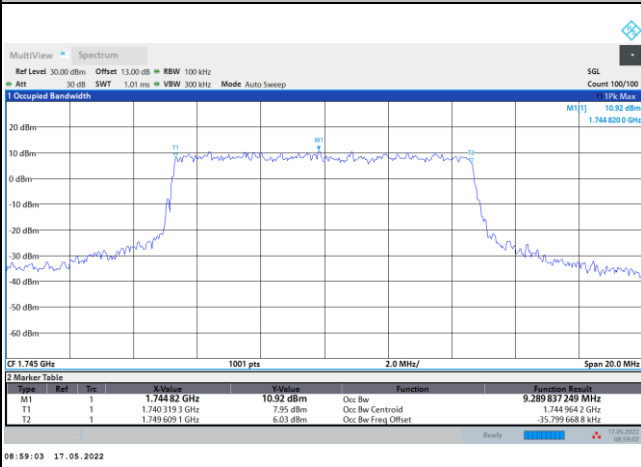 MultiView Spectrum
Ref Level 30.00 dBm Offset 13.00 dB RBW 100 kHz SGL
Att 30 dB SWT 1.01 ms VBW 300 kHz Mode Auto Sweep Count 100/100
1 Occupied Bandwidth 1Pk Max
M1[1] 10.92 dBm
1.744 820 0 GHz
20 dBm
M1
T1
T2
10 dBm
0 dBm
-10 dBm
-20 dBm
-30 dBm
-40 dBm
-50 dBm
-60 dBm
CF 1.745 GHz 1001 pts 2.0 MHz/ Span 20.0 MHz
2 Marker Table
Type Ref Trc X-Value Y-Value Function Function Result
M1 1 1.744 82 GHz 10.92 dBm Occ Bw 9.289 837 249 MHz
T1 1 1.740 319 3 GHz 7.95 dBm Occ Bw Centroid 1.744 964 2 GHz
T2 1 1.749 609 1 GHz 6.03 dBm Occ Bw Freq Offset -35.799 668 8 kHz
Ready 17.05.2022
08:59:02
08:59:03 17.05.2022